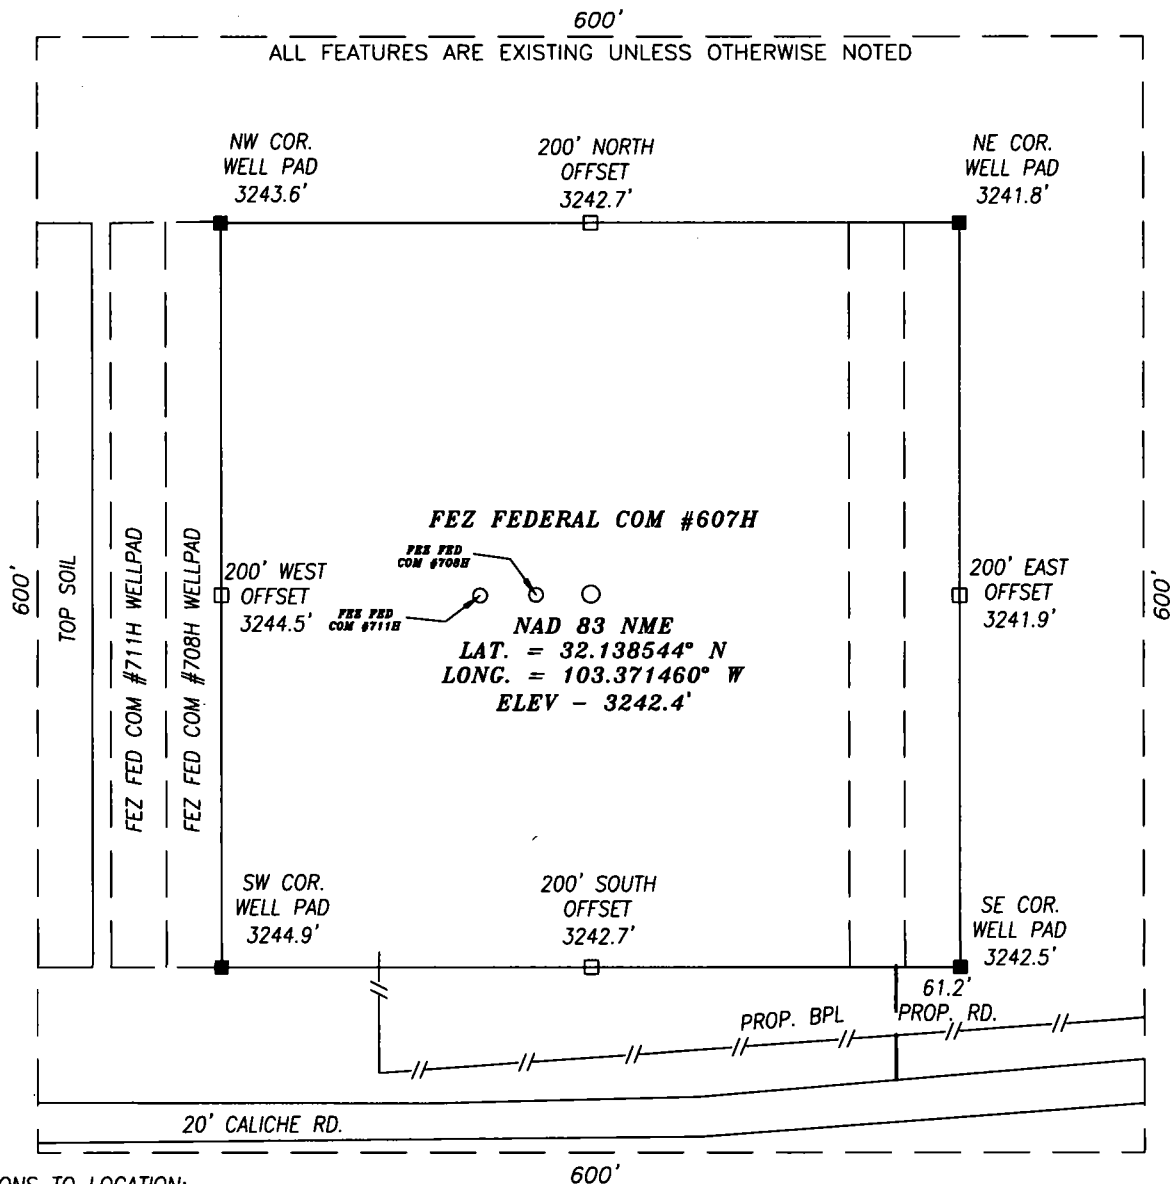 600'
ALL FEATURES ARE EXISTING UNLESS OTHERWISE NOTED
NW COR.
WELL PAD
3243.6'
200' NORTH
OFFSET
3242.7'
NE COR.
WELL PAD
3241.8'
600'
TOP SOIL
FEZ FED COM #711H WELLPAD
FEZ FED COM #708H WELLPAD
200' WEST
OFFSET
3244.5'
FEZ FEDERAL COM #607H
FEZ FED
COM #708H
FEZ FED
COM #711H
NAD 83 NME
LAT. = 32.138544° N
LONG. = 103.371460° W
ELEV - 3242.4'
200' EAST
OFFSET
3241.9'
600'
SW COR.
WELL PAD
3244.9'
200' SOUTH
OFFSET
3242.7'
SE COR.
WELL PAD
3242.5'
61.2'
PROP. BPL
PROP. RD.
20' CALICHE RD.
600'